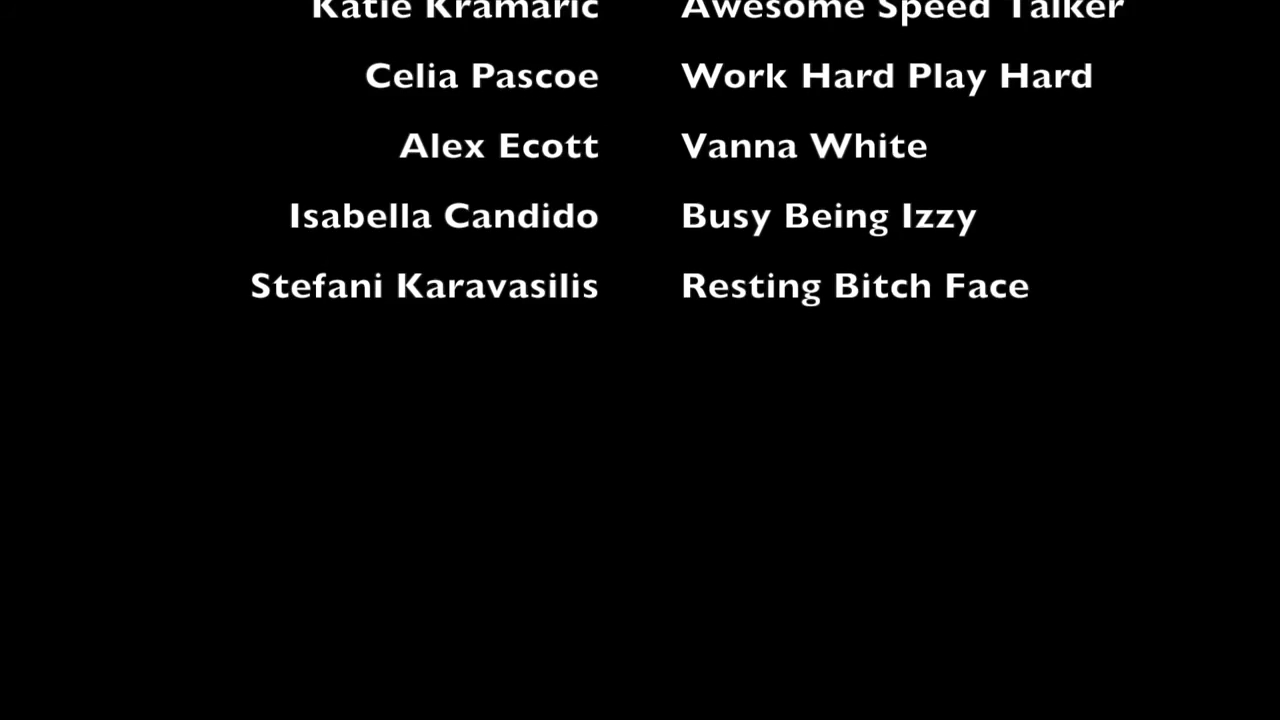 Katie Kramaric Awesome Speed Talker
Celia Pascoe Work Hard Play Hard
Alex Ecott Vanna White
Isabella Candido Busy Being Izzy
Stefani Karavasilis Resting Bitch Face